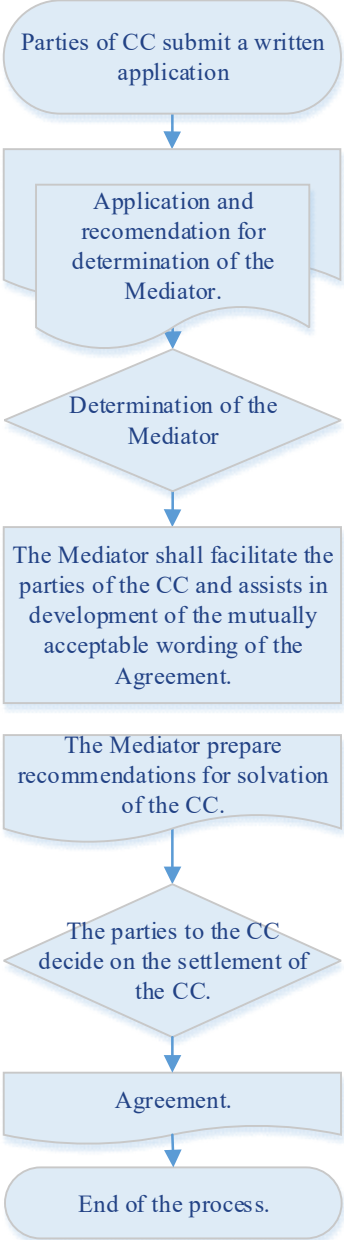 Parties of CC submit a written
application
Application and
recomendation for
determination of the
Mediator.
Determination of the
Mediator
The Mediator shall facilitate the
parties of the CC and assists in
development of the mutually
acceptable wording of the
Agreement.
The Mediator prepare
recommendations for solvation
of the CC.
The parties to the CC
decide on the settlement of
the CC.
Agreement.
End of the process.